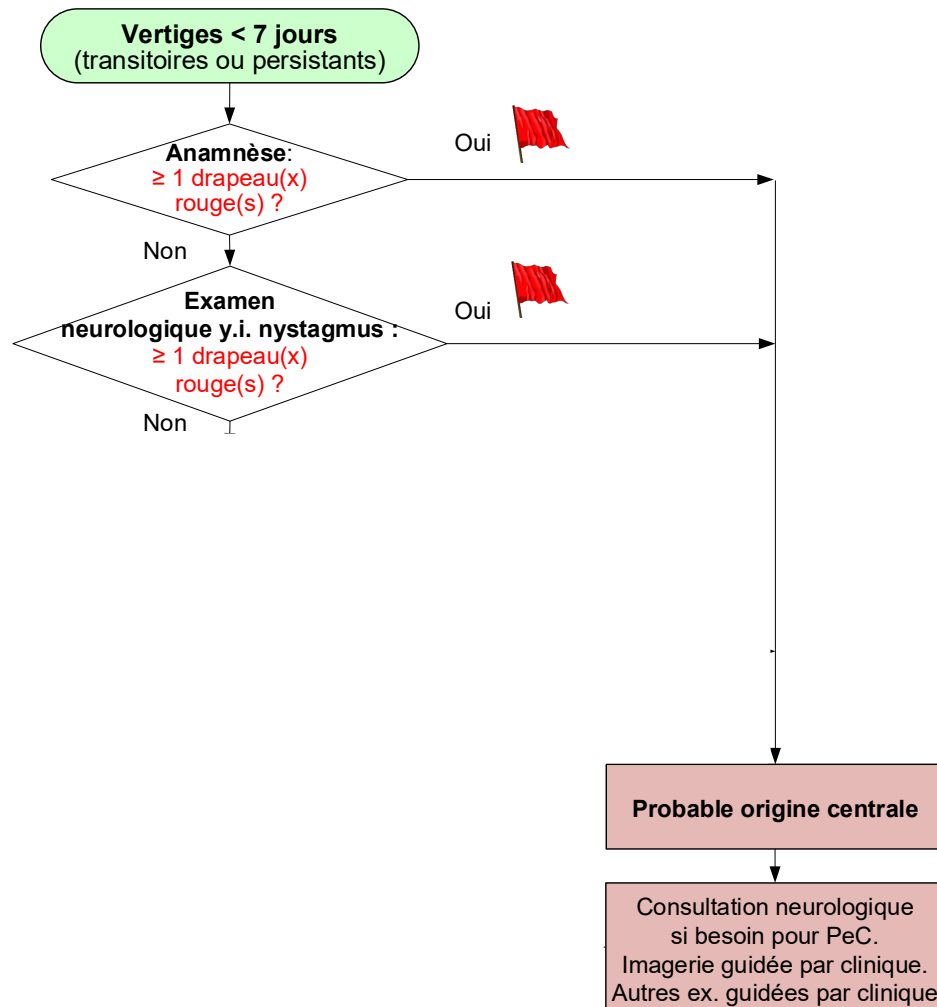 Vertiges < 7 jours
(transitoires ou persistants)
Oui
Anamnèse:
≥ 1 drapeau(x)
rouge(s) ?
Non
Oui
Examen
neurologique y.i. nystagmus :
≥ 1 drapeau(x)
rouge(s) ?
Non
Probable origine centrale
Consultation neurologique
si besoin pour PeC.
Imagerie guidée par clinique.
Autres ex. guidées par clinique